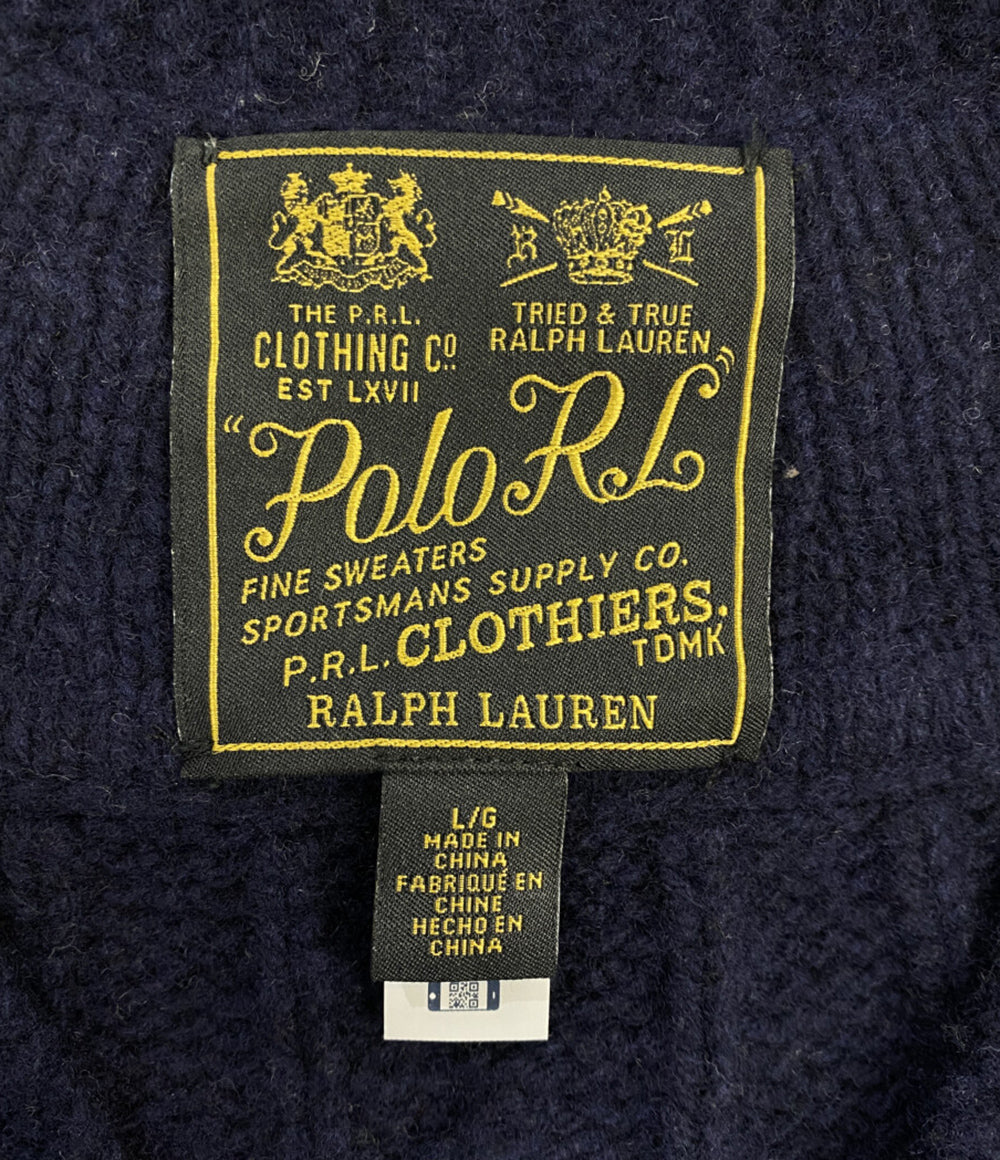 THE P.R.L.
CLOTHING Cº
EST LXVII
R L
TRIED & TRUE
RALPH LAUREN
"Polo RL"
FINE SWEATERS
SPORTSMANS SUPPLY CO.
P.R.L. CLOTHIERS.
TDMK
RALPH LAUREN
L/G
MADE IN
CHINA
FABRIQUÉ EN
CHINE
HECHO EN
CHINA